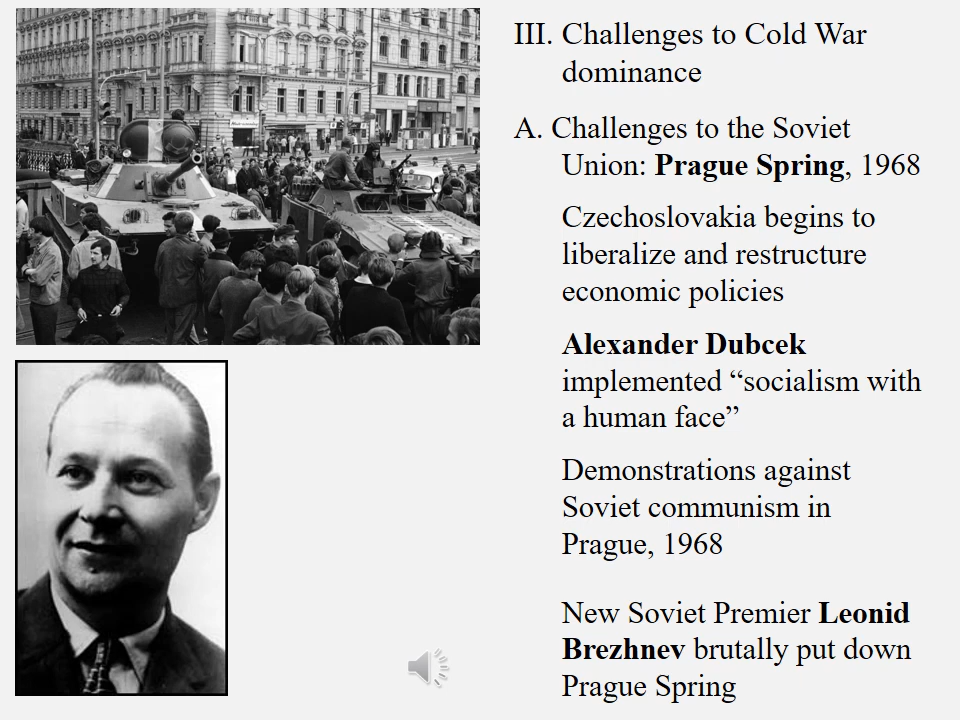 III. Challenges to Cold War
dominance
A. Challenges to the Soviet
Union: Prague Spring, 1968
Czechoslovakia begins to
liberalize and restructure
economic policies
Alexander Dubcek
implemented “socialism with
a human face”
Demonstrations against
Soviet communism in
Prague, 1968
New Soviet Premier Leonid
Brezhnev brutally put down
Prague Spring